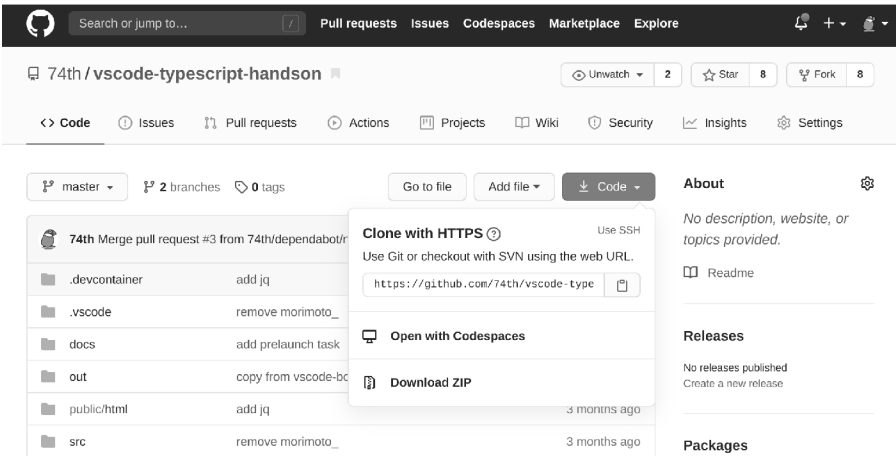 Search or jump to... / Pull requests Issues Codespaces Marketplace Explore
74th / vscode-typescript-handson Unwatch 2 Star 8 Fork 8
Code Issues Pull requests Actions Projects Wiki Security Insights Settings
master 2 branches 0 tags Go to file Add file Code About
No description, website, or
topics provided.
74th Merge pull request #3 from 74th/dependabot/
Clone with HTTPS ? Use SSH
Use Git or checkout with SVN using the web URL.
https://github.com/74th/vscode-type
Open with Codespaces
Download ZIP
.devcontainer add jq
.vscode remove morimoto_
docs add prelaunch task
out copy from vscode-bo
public/html add jq 3 months ago
src remove morimoto_ 3 months ago
Readme
Releases
No releases published
Create a new release
Packages